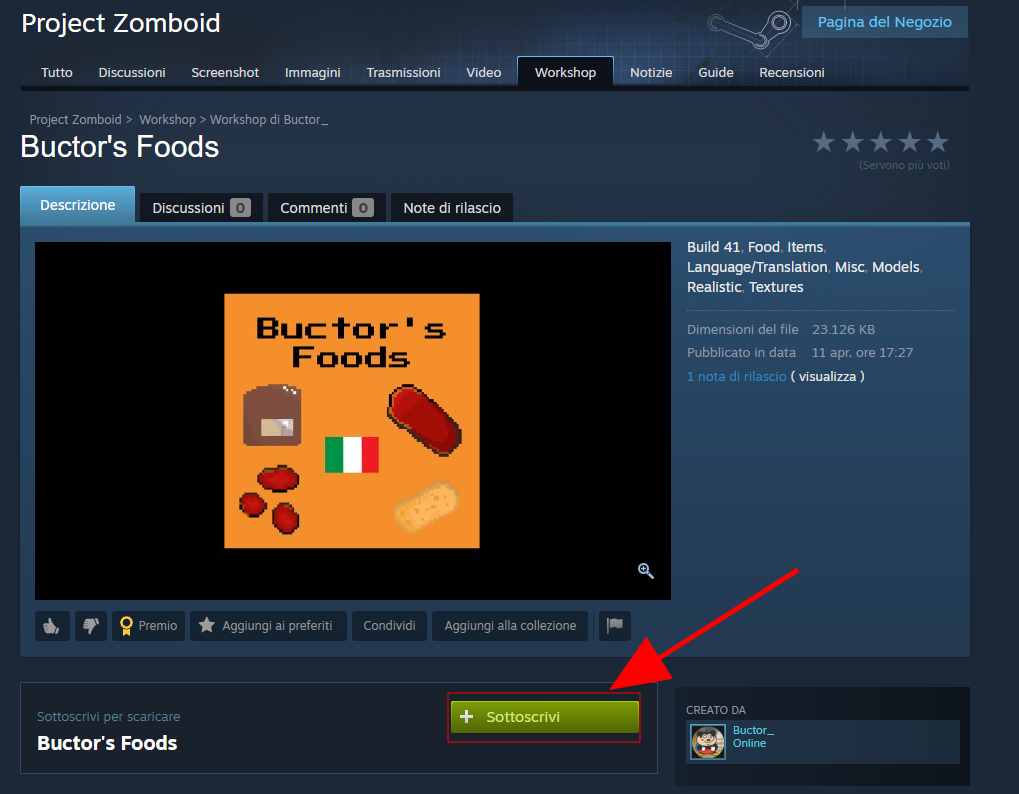 Project Zomboid
Pagina del Negozio
Tutto Discussioni Screenshot Immagini Trasmissioni Video Workshop Notizie Guide Recensioni
Project Zomboid > Workshop > Workshop di Buctor_
Buctor's Foods
(Servono più voti)
Descrizione Discussioni 0 Commenti 0 Note di rilascio
Buctor's
Foods
Build 41, Food, Items,
Language/Translation, Misc, Models,
Realistic, Textures
Dimensioni del file 23.126 KB
Pubblicato in data 11 apr, ore 17:27
1 nota di rilascio ( visualizza )
Premio Aggiungi ai preferiti Condividi Aggiungi alla collezione
Sottoscrivi per scaricare
Buctor's Foods
+ Sottoscrivi
CREATO DA
Buctor_
Online